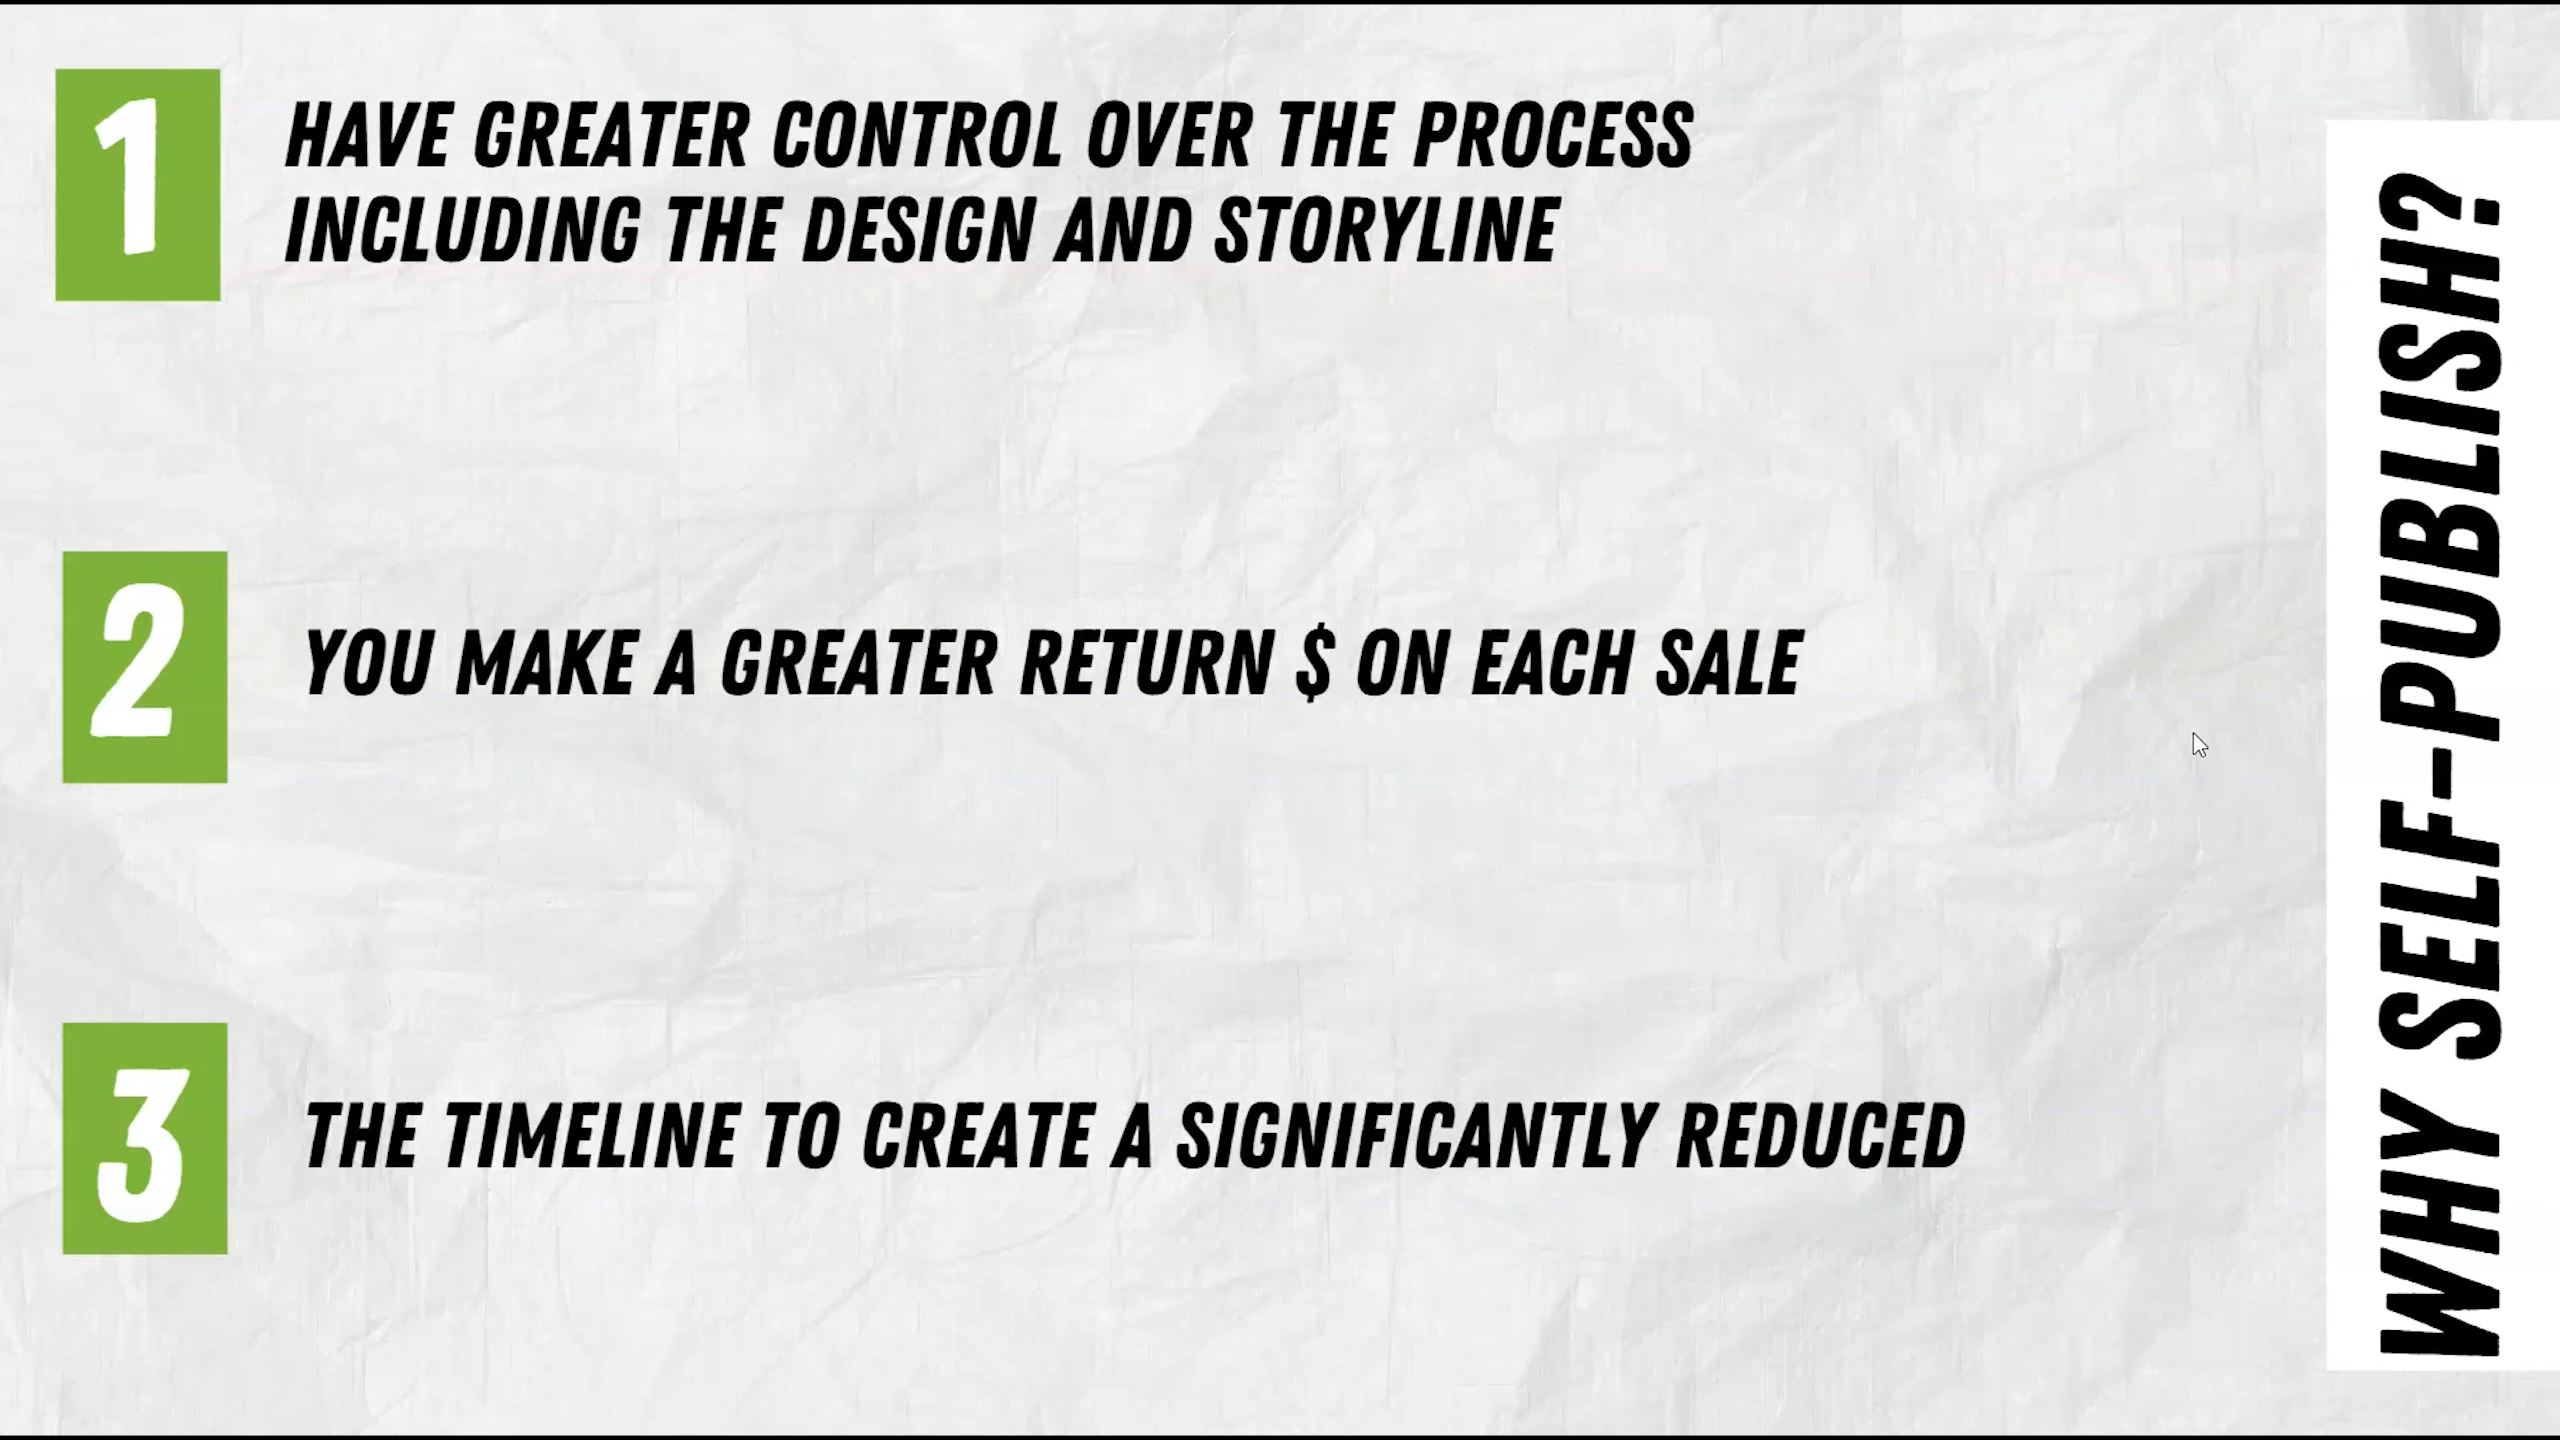 1
HAVE GREATER CONTROL OVER THE PROCESS
INCLUDING THE DESIGN AND STORYLINE
2
YOU MAKE A GREATER RETURN $ ON EACH SALE
3
THE TIMELINE TO CREATE A SIGNIFICANTLY REDUCED
WHY SELF-PUBLISH?